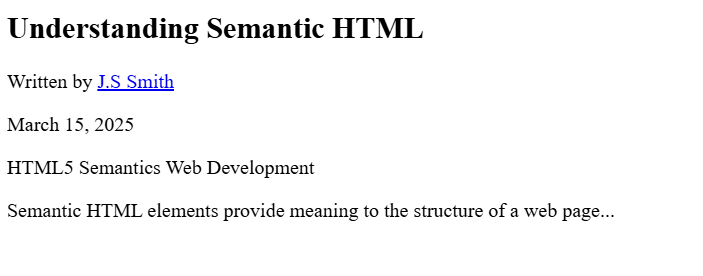 Understanding Semantic HTML
Written by J.S Smith
March 15, 2025
HTML5 Semantics Web Development
Semantic HTML elements provide meaning to the structure of a web page...